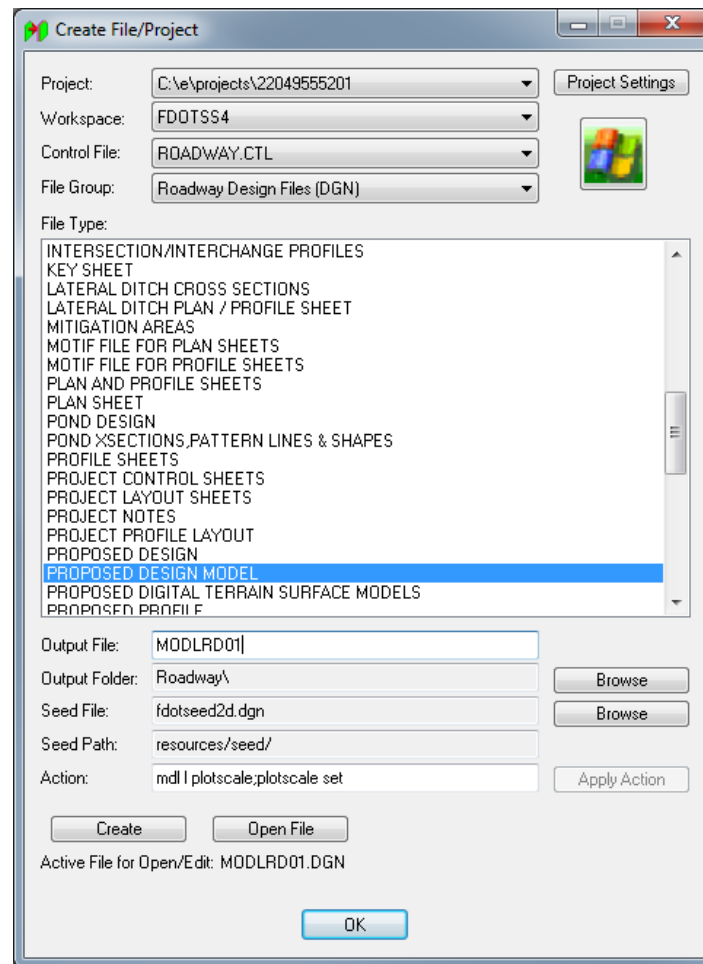 Create File/Project
Project: C:\e\projects\22049555201 Project Settings
Workspace: FDOTSS4
Control File: ROADWAY.CTL
File Group: Roadway Design Files (DGN)
File Type:
INTERSECTION/INTERCHANGE PROFILES
KEY SHEET
LATERAL DITCH CROSS SECTIONS
LATERAL DITCH PLAN / PROFILE SHEET
MITIGATION AREAS
MOTIF FILE FOR PLAN SHEETS
MOTIF FILE FOR PROFILE SHEETS
PLAN AND PROFILE SHEETS
PLAN SHEET
POND DESIGN
POND XSECTIONS,PATTERN LINES & SHAPES
PROFILE SHEETS
PROJECT CONTROL SHEETS
PROJECT LAYOUT SHEETS
PROJECT NOTES
PROJECT PROFILE LAYOUT
PROPOSED DESIGN
PROPOSED DESIGN MODEL
PROPOSED DIGITAL TERRAIN SURFACE MODELS
PROPOSED PROFILE
Output File: MODLRD01
Output Folder: Roadway\ Browse
Seed File: fdotseed2d.dgn Browse
Seed Path: resources/seed/
Action: mdl l plotscale;plotscale set Apply Action
Create Open File
Active File for Open/Edit: MODLRD01.DGN
OK